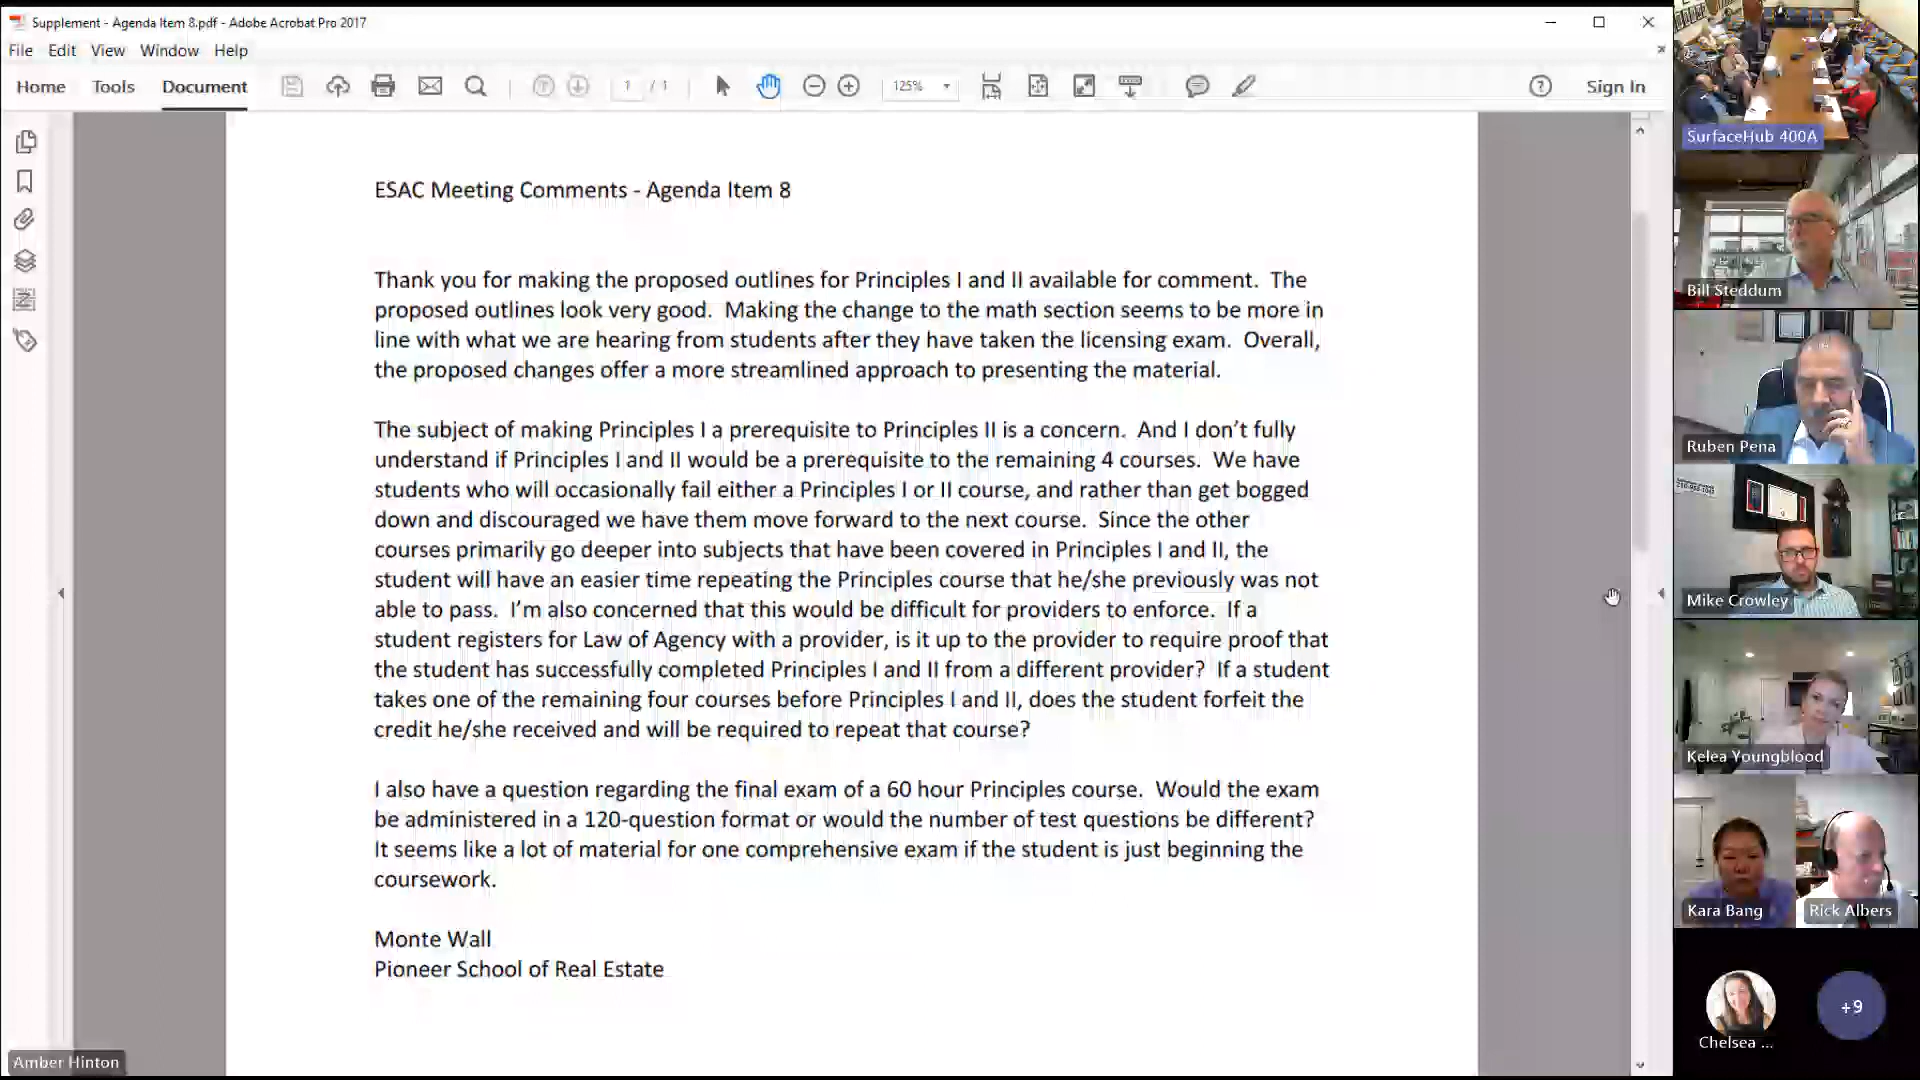 Supplement - Agenda Item 8.pdf - Adobe Acrobat Pro 2017
File Edit View Window Help
Home Tools Document 1 / 1 125% Sign In
ESAC Meeting Comments - Agenda Item 8
Thank you for making the proposed outlines for Principles I and II available for comment. The
proposed outlines look very good. Making the change to the math section seems to be more in
line with what we are hearing from students after they have taken the licensing exam. Overall,
the proposed changes offer a more streamlined approach to presenting the material.
The subject of making Principles I a prerequisite to Principles II is a concern. And I don't fully
understand if Principles I and II would be a prerequisite to the remaining 4 courses. We have
students who will occasionally fail either a Principles I or II course, and rather than get bogged
down and discouraged we have them move forward to the next course. Since the other
courses primarily go deeper into subjects that have been covered in Principles I and II, the
student will have an easier time repeating the Principles course that he/she previously was not
able to pass. I'm also concerned that this would be difficult for providers to enforce. If a
student registers for Law of Agency with a provider, is it up to the provider to require proof that
the student has successfully completed Principles I and II from a different provider? If a student
takes one of the remaining four courses before Principles I and II, does the student forfeit the
credit he/she received and will be required to repeat that course?
I also have a question regarding the final exam of a 60 hour Principles course. Would the exam
be administered in a 120-question format or would the number of test questions be different?
It seems like a lot of material for one comprehensive exam if the student is just beginning the
coursework.
Monte Wall
Pioneer School of Real Estate
Amber Hinton
SurfaceHub 400A
Bill Steddum
Ruben Pena
Mike Crowley
Kelea Youngblood
Kara Bang
Rick Albers
Chelsea ...
+9